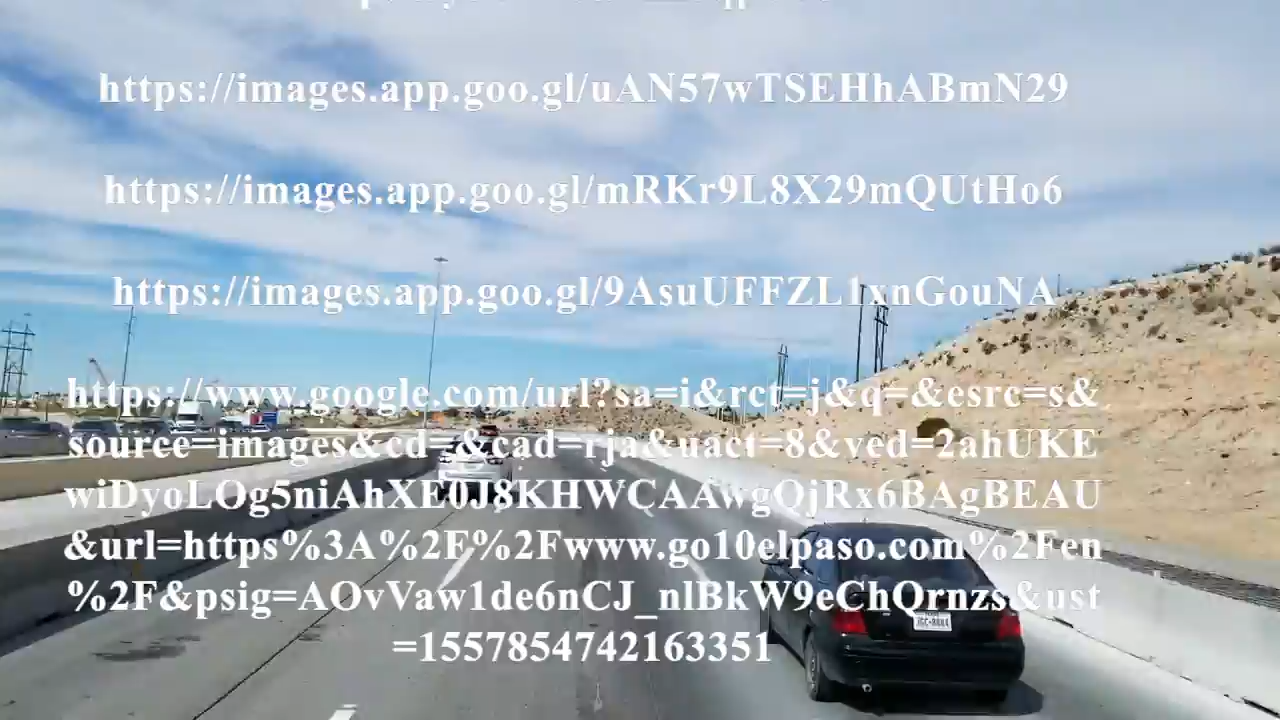 https://images.app.goo.gl/uAN57wTSEHhABmN29
https://images.app.goo.gl/mRKr9L8X29mQUtHo6
https://images.app.goo.gl/9AsuUFFZL1xnGouNA
https://www.google.com/url?sa=i&rct=j&q=&esrc=s&
source=images&cd=&cad=rja&uact=8&ved=2ahUKE
wiDyoLOg5niAhXE0J8KHWCAAwgQjRx6BAgBEAU
&url=https%3A%2F%2Fwww.go10elpaso.com%2Fen
%2F&psig=AOvVaw1de6nCJ_nlBkW9eChQrnzs&ust
=1557854742163351